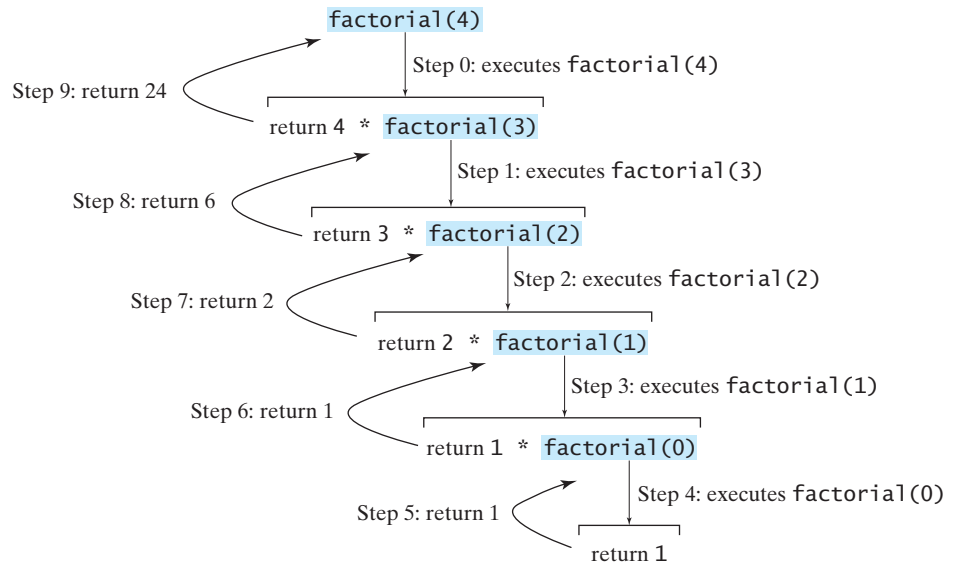 factorial(4)
Step 0: executes factorial(4)
Step 9: return 24
return 4 * factorial(3)
Step 1: executes factorial(3)
Step 8: return 6
return 3 * factorial(2)
Step 2: executes factorial(2)
Step 7: return 2
return 2 * factorial(1)
Step 3: executes factorial(1)
Step 6: return 1
return 1 * factorial(0)
Step 4: executes factorial(0)
Step 5: return 1
return 1